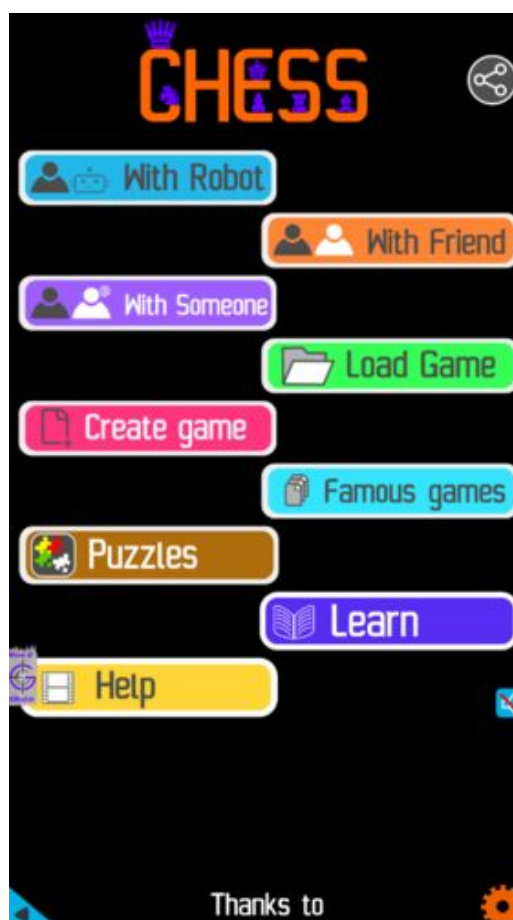 CHESS
With Robot
With Friend
With Someone
Load Game
Create game
Famous games
Puzzles
Learn
Help
Thanks to